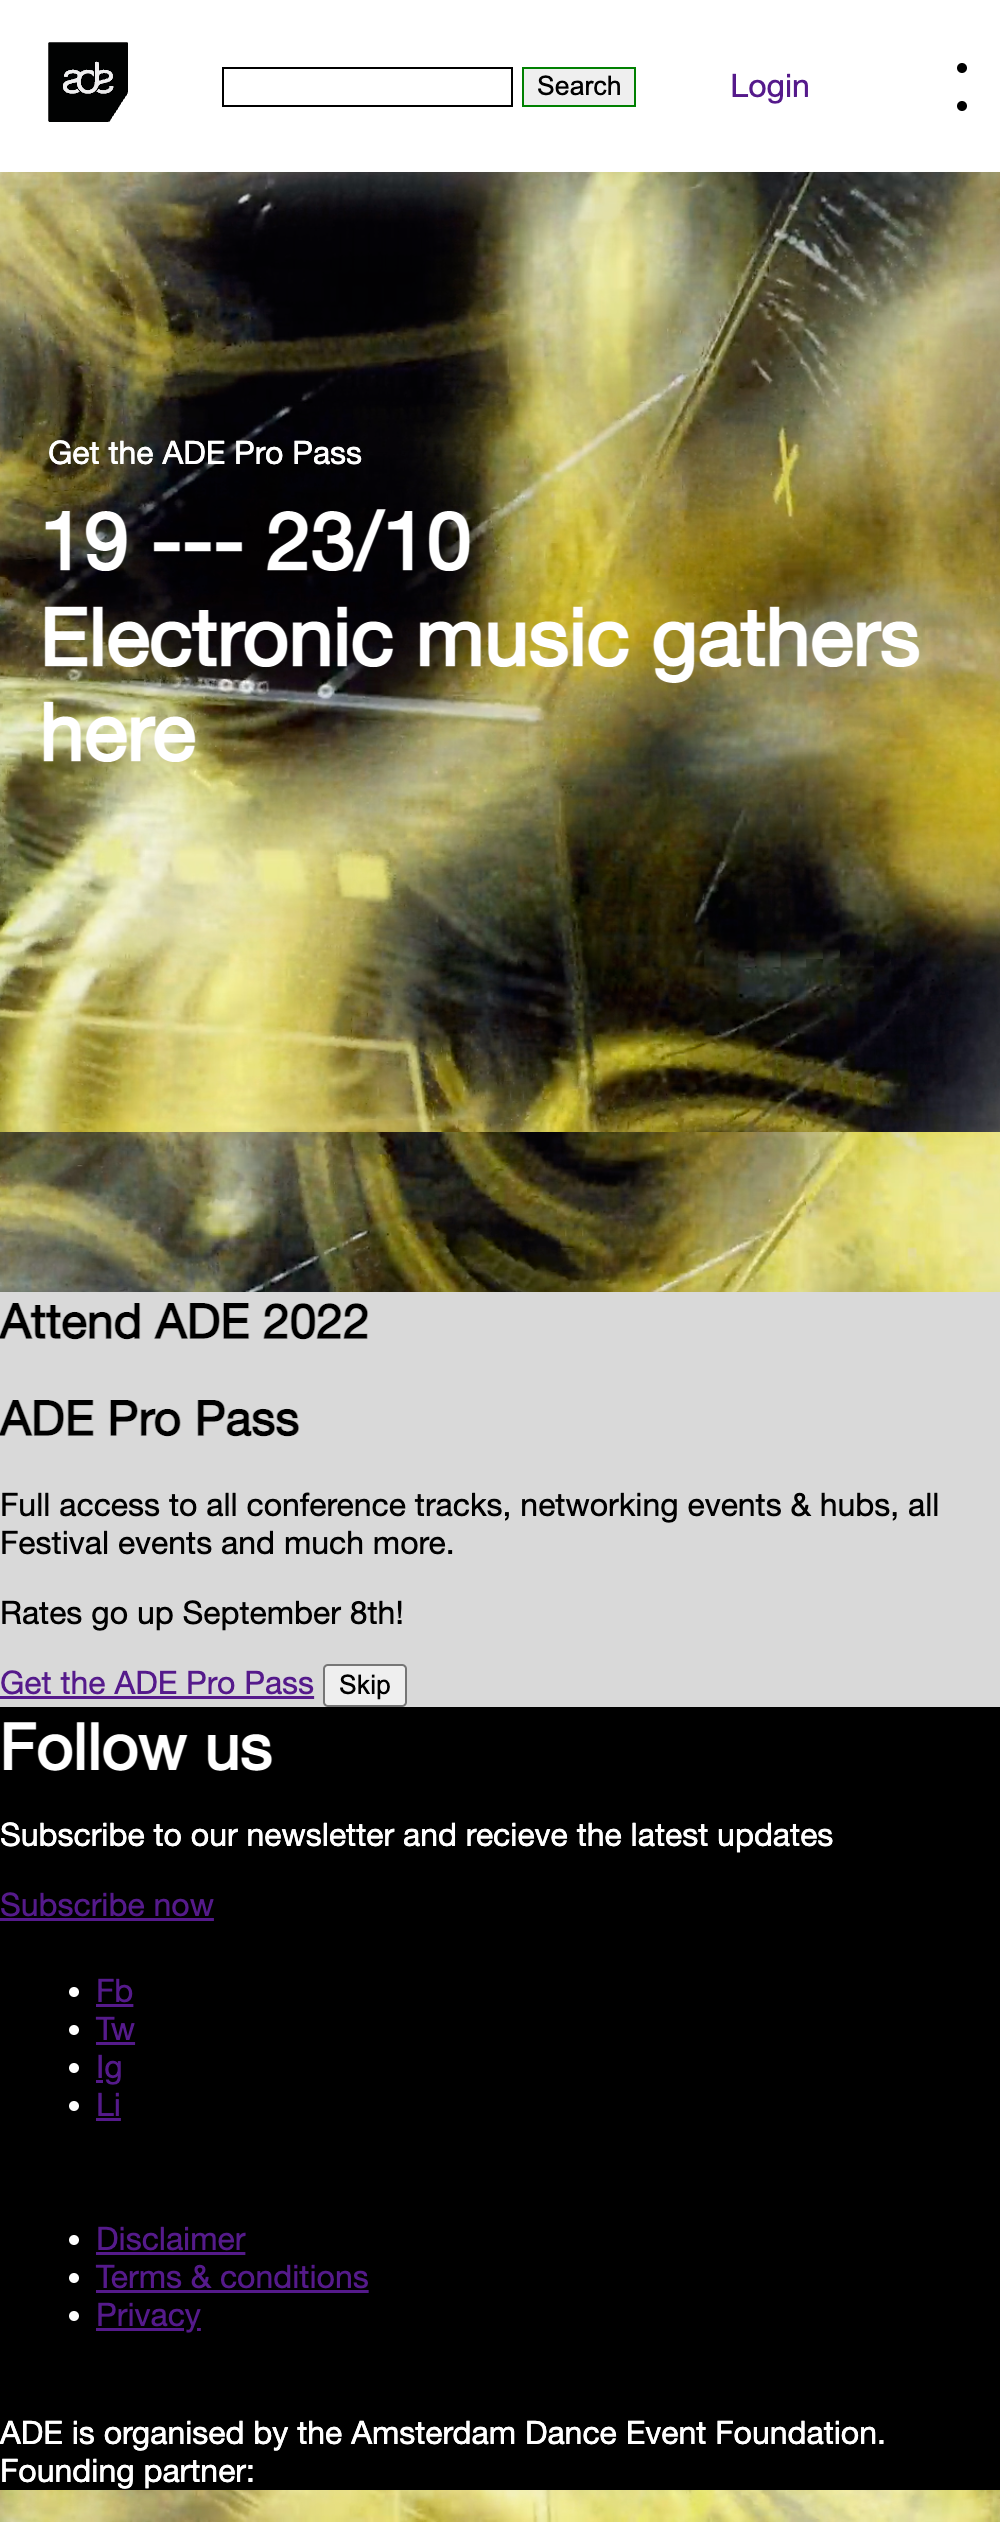 ade
Search
Login
Get the ADE Pro Pass
19 --- 23/10
Electronic music gathers
here
Attend ADE 2022
ADE Pro Pass
Full access to all conference tracks, networking events & hubs, all
Festival events and much more.
Rates go up September 8th!
Get the ADE Pro Pass Skip
Follow us
Subscribe to our newsletter and recieve the latest updates
Subscribe now
Fb
Tw
Ig
Li
Disclaimer
Terms & conditions
Privacy
ADE is organised by the Amsterdam Dance Event Foundation.
Founding partner: